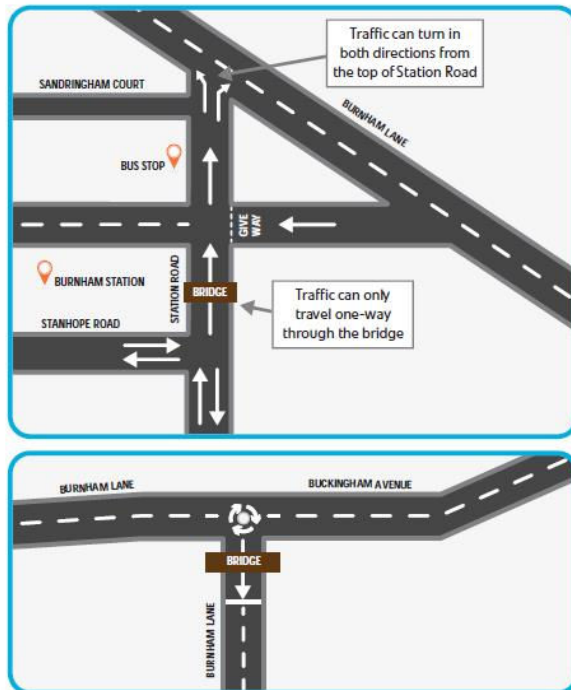 Traffic can turn in
both directions from
the top of Station Road
SANDRINGHAM COURT
BURNHAM LANE
BUS STOP
GIVE
WAY
STATION ROAD
BURNHAM STATION
BRIDGE
Traffic can only
travel one-way
through the bridge
STANHOPE ROAD
BURNHAM LANE
BUCKINGHAM AVENUE
BRIDGE
BURNHAM LANE